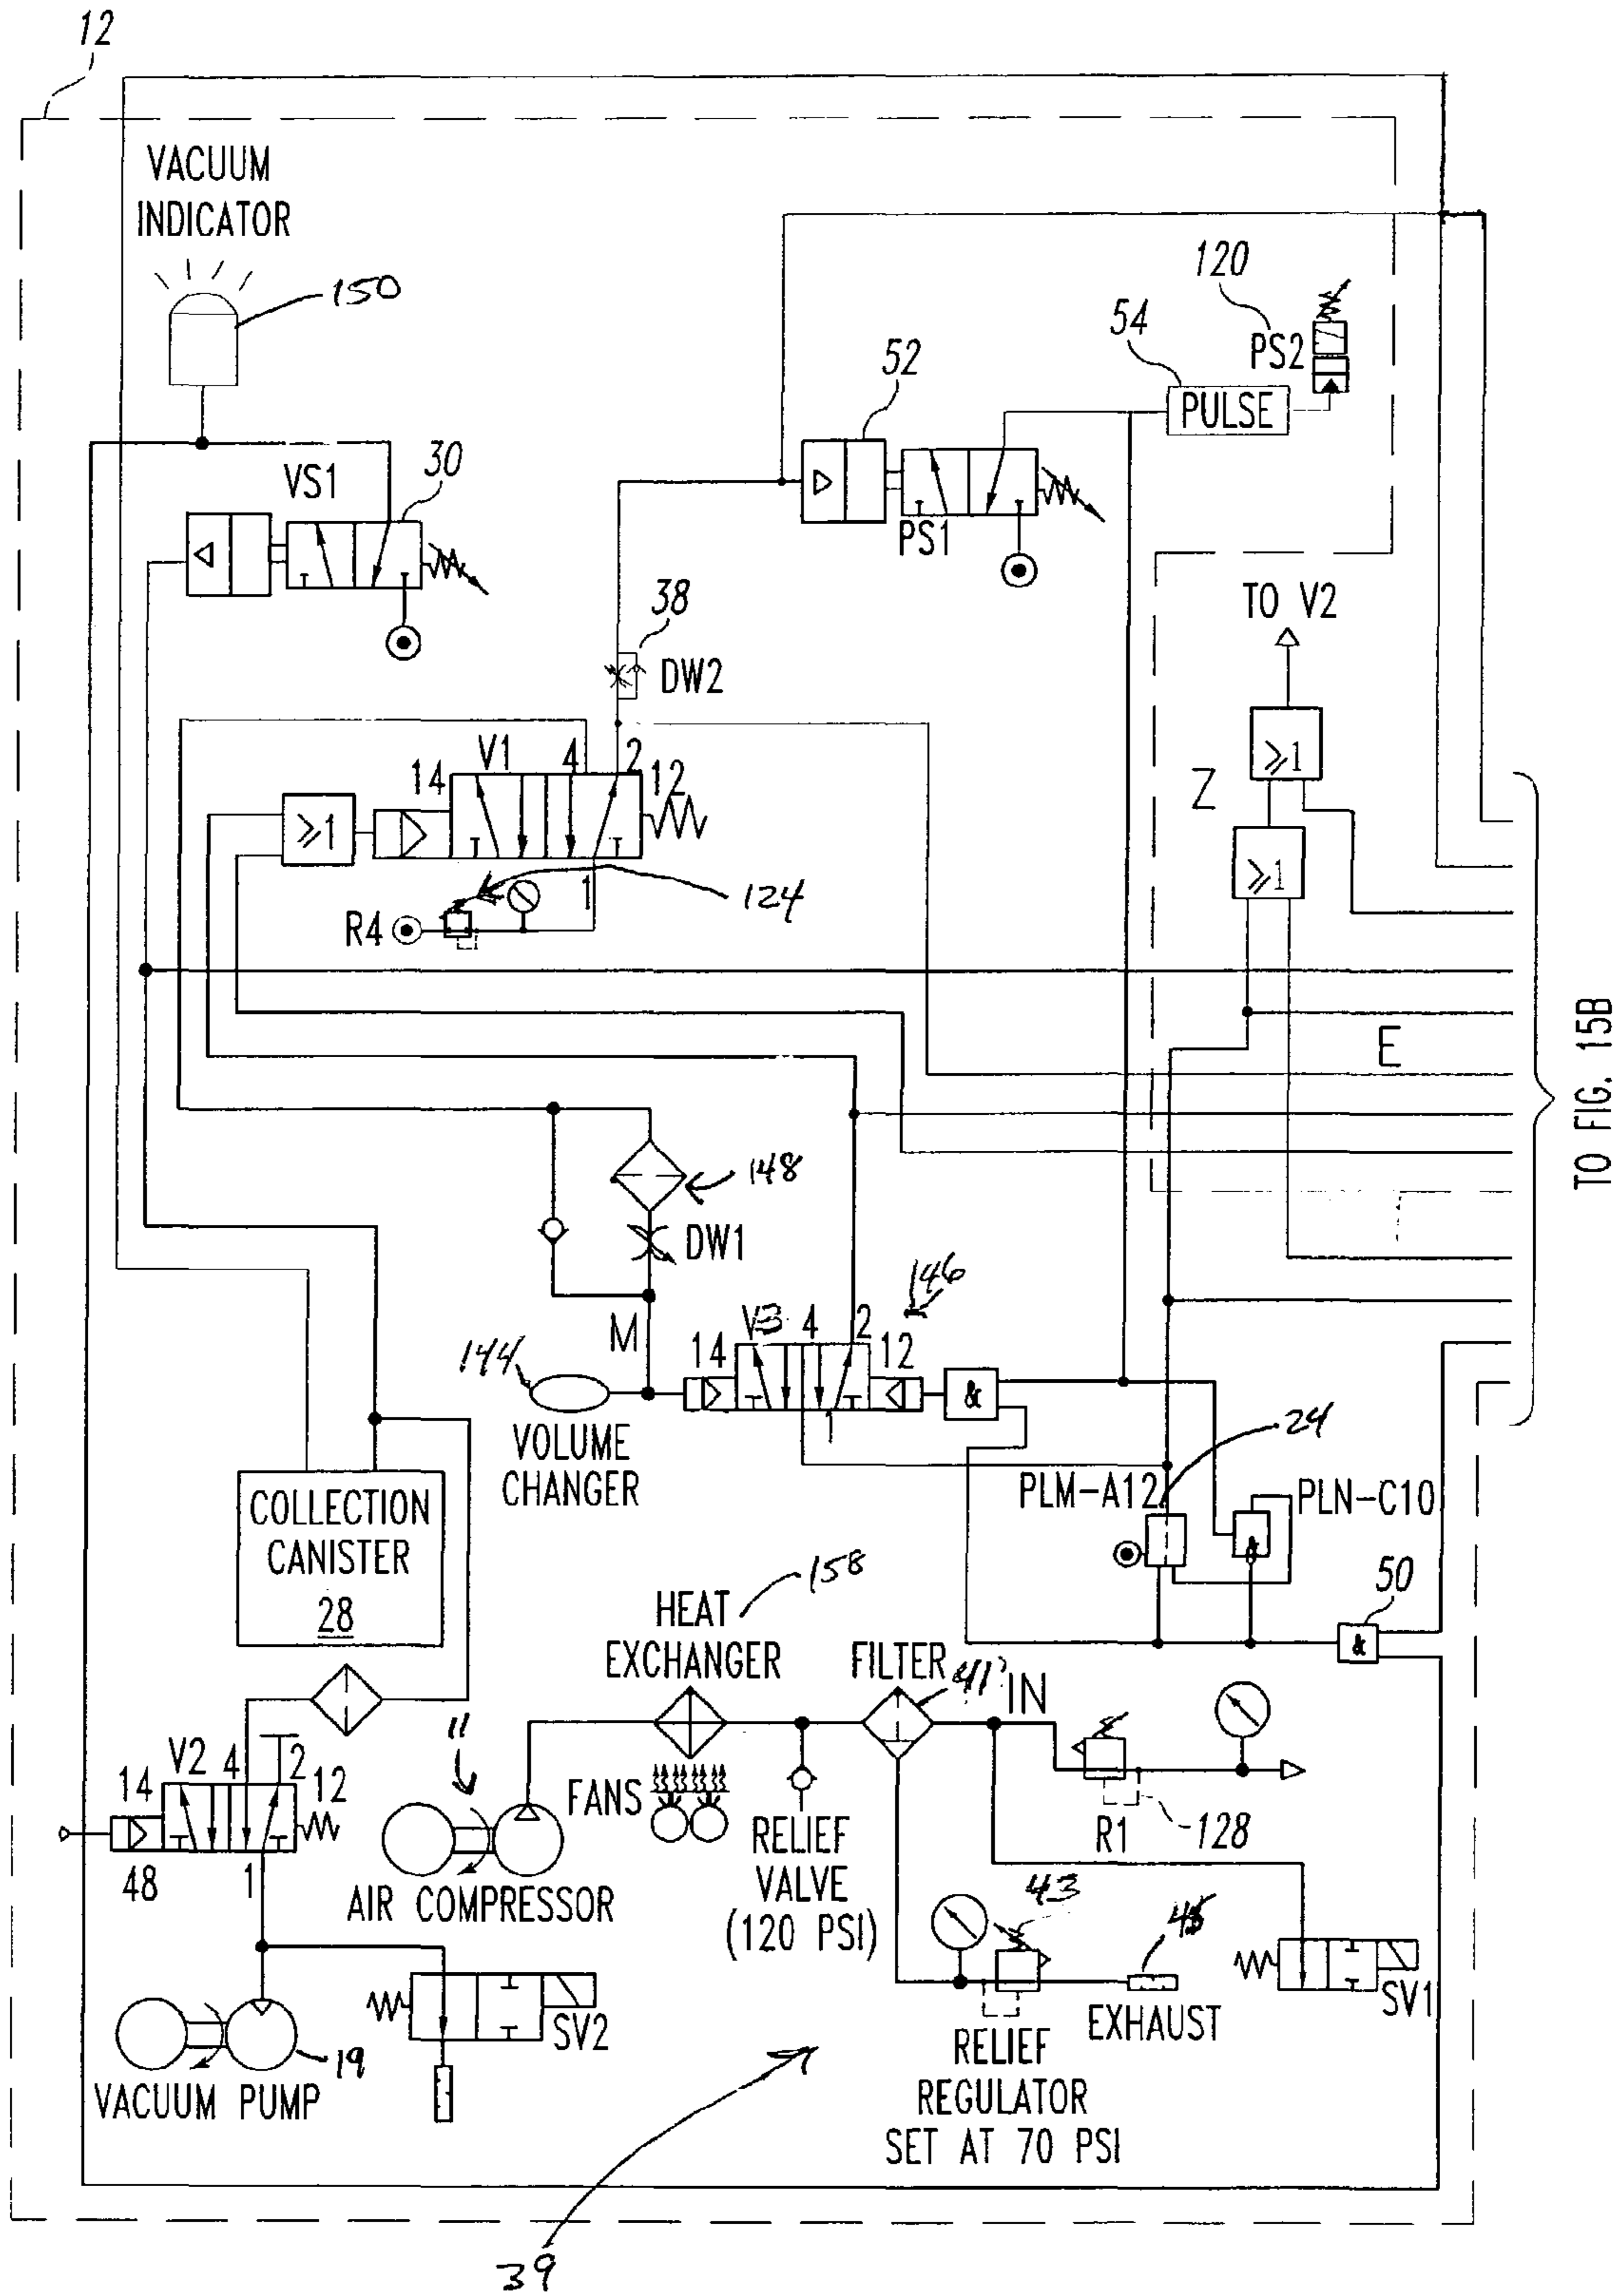 12
VACUUM
INDICATOR
150
120
PS2
54
PULSE
52
PS1
VS1
30
38
DW2
TO V2
≥1
Z
≥1
V1
4
2
14
12
≥1
1
124
R4
E
TO FIG. 15B
148
DW1
146
M
V3
4
2
14
12
1
&
144
VOLUME
CHANGER
24
PLM-A12
PLN-C10
50
&
COLLECTION
CANISTER
28
158
HEAT
EXCHANGER
FILTER
41
IN
V2
4
2
14
12
48
1
11
FANS
AIR COMPRESSOR
RELIEF
VALVE
(120 PSI)
R1
128
43
45
EXHAUST
SV1
SV2
19
VACUUM PUMP
RELIEF
REGULATOR
SET AT 70 PSI
39